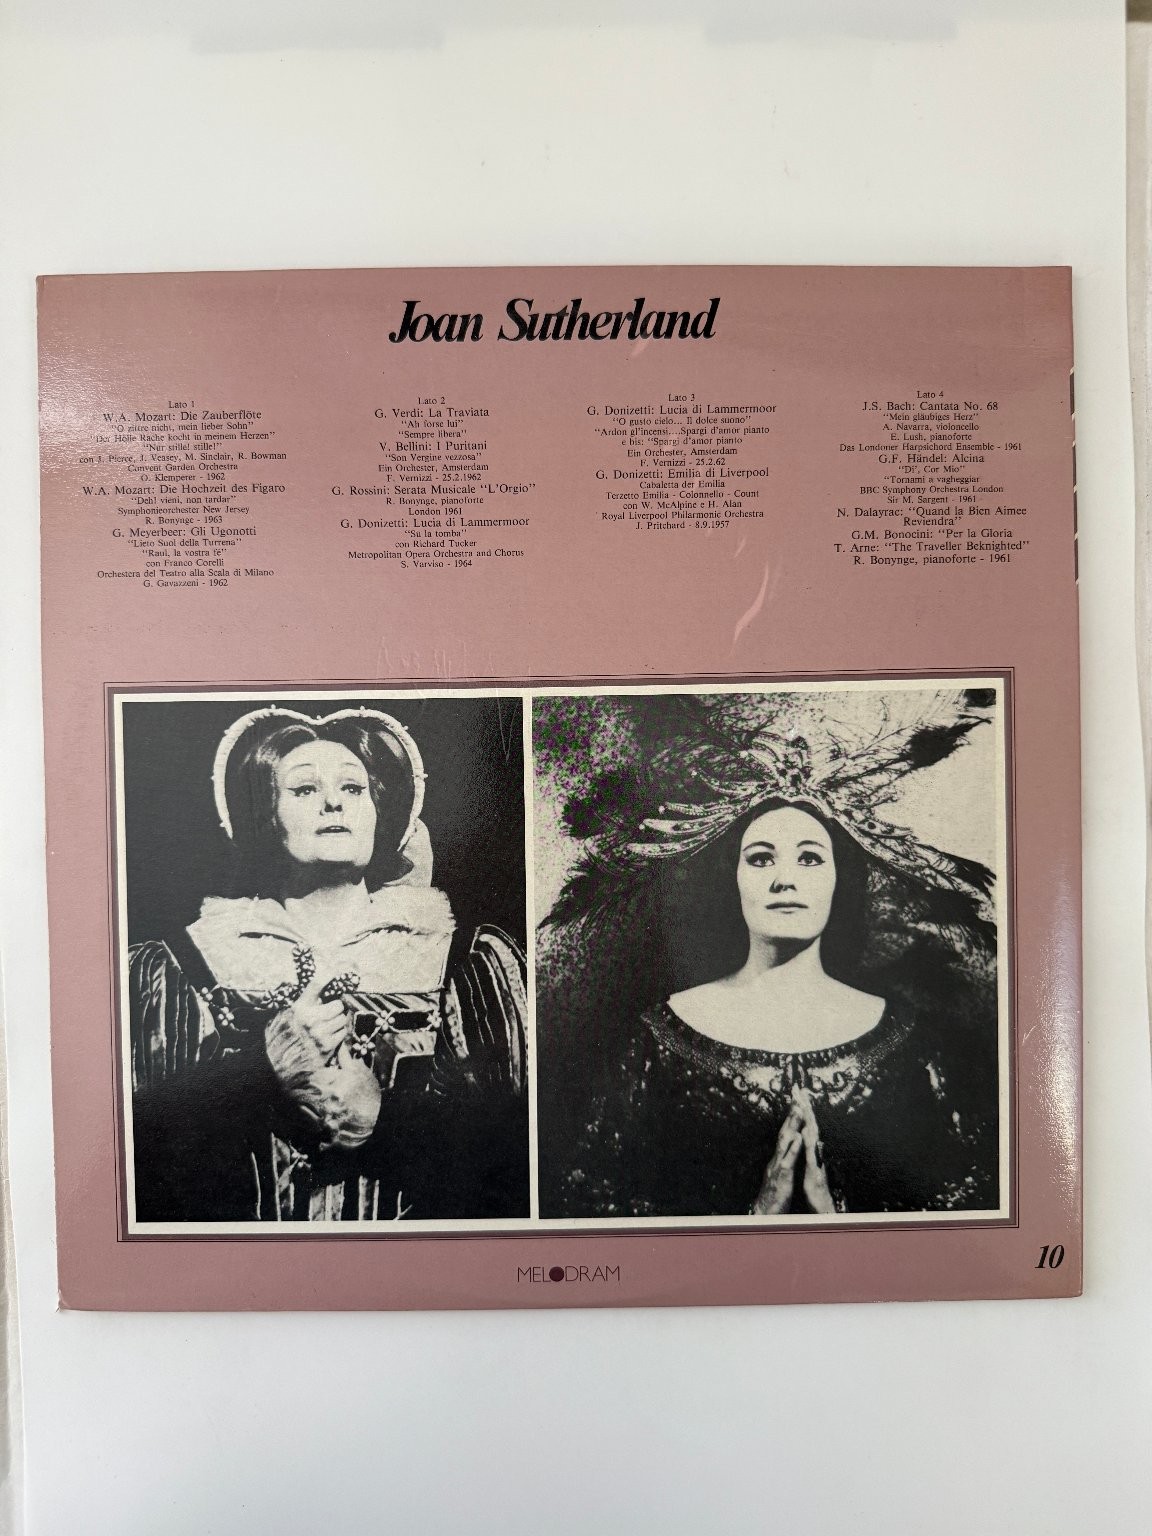 Joan Sutherland
Lato 1
W.A. Mozart: Die Zauberflöte
"O zittre nicht, mein lieber Sohn"
"Der Hölle Rache kocht in meinem Herzen"
"Nur stille! stille!"
con J. Pierce, J. Veasey, M. Sinclair, R. Bowman
Convent Garden Orchestra
O. Klemperer - 1962
W.A. Mozart: Die Hochzeit des Figaro
"Deh! vieni, non tardar"
Symphonieorchester New Jersey
R. Bonynge - 1963
G. Meyerbeer: Gli Ugonotti
"Lieto Suol della Turrena"
"Raul, la vostra fé"
con Franco Corelli
Orchestera del Teatro alla Scala di Milano
G. Gavazzeni - 1962
Lato 2
G. Verdi: La Traviata
"Ah forse lui"
"Sempre libera"
V. Bellini: I Puritani
"Son Vergine vezzosa"
Ein Orchester, Amsterdam
F. Vernizzi - 25.2.1962
G. Rossini: Serata Musicale "L'Orgio"
R. Bonynge, pianoforte
London 1961
G. Donizetti: Lucia di Lammermoor
"Su la tomba"
con Richard Tucker
Metropolitan Opera Orchestra and Chorus
S. Varviso - 1964
Lato 3
G. Donizetti: Lucia di Lammermoor
"O gusto cielo... Il dolce suono"
"Ardon gl'incensi....Spargi d'amor pianto
e bis: "Spargi d'amor pianto
Ein Orchester, Amsterdam
F. Vernizzi - 25.2.62
G. Donizetti: Emilia di Liverpool
Cabaletta der Emilia
Terzetto Emilia - Colonnello - Count
con W. McAlpine e H. Alan
Royal Liverpool Philharmonic Orchestra
J. Pritchard - 8.9.1957
Lato 4
J.S. Bach: Cantata No. 68
"Mein gläubiges Herz"
A. Navarra, violoncello
E. Lush, pianoforte
Das Londoner Harpsichord Ensemble - 1961
G.F. Händel: Alcina
"Di', Cor Mio"
"Tornami a vagheggiar
BBC Symphony Orchestra London
Sir M. Sargent - 1961
N. Dalayrac: "Quand la Bien Aimee
Reviendra"
G.M. Bonocini: "Per la Gloria
T. Arne: "The Traveller Beknighted"
R. Bonynge, pianoforte - 1961
MELODRAM
10